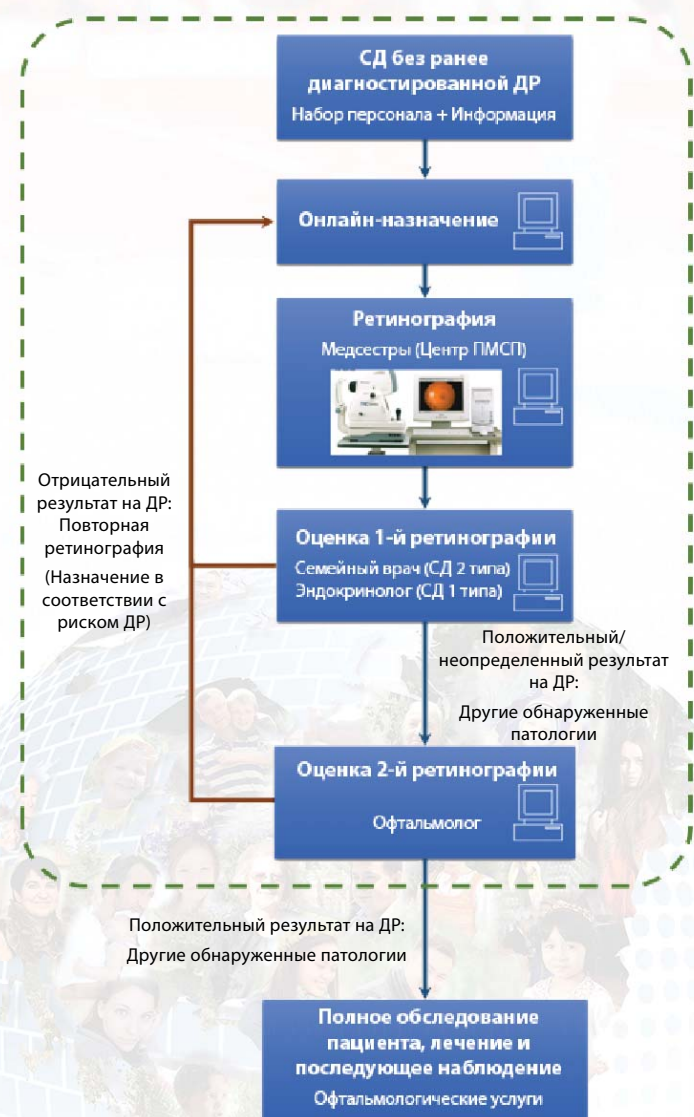 СД без ранее
диагностированной ДР
Набор персонала + Информация
Онлайн-назначение
Ретинография
Медсестры (Центр ПМСП)
Отрицательный
результат на ДР:
Повторная
ретинография
(Назначение в
соответствии с
риском ДР)
Оценка 1-й ретинографии
Семейный врач (СД 2 типа)
Эндокринолог (СД 1 типа)
Положительный/
неопределенный результат
на ДР:
Другие обнаруженные
патологии
Оценка 2-й ретинографии
Офтальмолог
Положительный результат на ДР:
Другие обнаруженные патологии
Полное обследование
пациента, лечение и
последующее наблюдение
Офтальмологические услуги